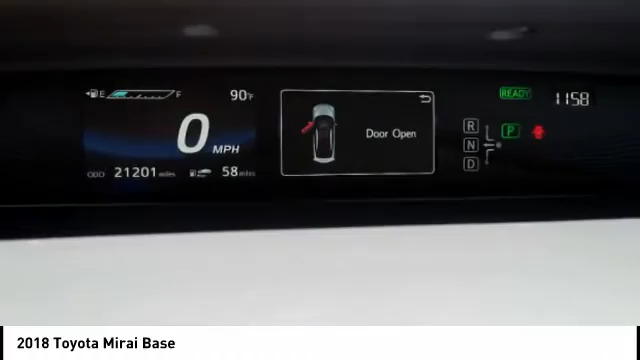 E F 90°F
0 MPH
ODO 21201 miles 58 miles
Door Open
READY 11:58
R
N P
D
2018 Toyota Mirai Base